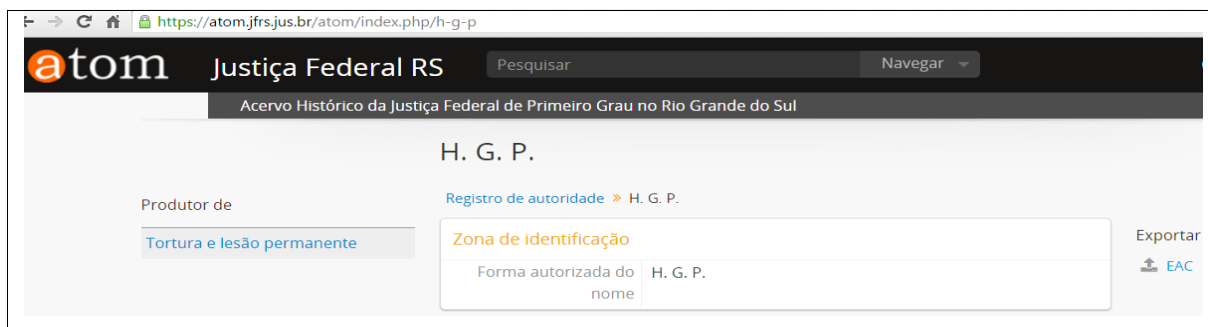 https://atom.jfrs.jus.br/atom/index.php/h-g-p
atom Justiça Federal RS Pesquisar Navegar
Acervo Histórico da Justiça Federal de Primeiro Grau no Rio Grande do Sul
H. G. P.
Registro de autoridade » H. G. P.
Produtor de
Tortura e lesão permanente
Zona de identificação
Forma autorizada do nome H. G. P.
Exportar
EAC